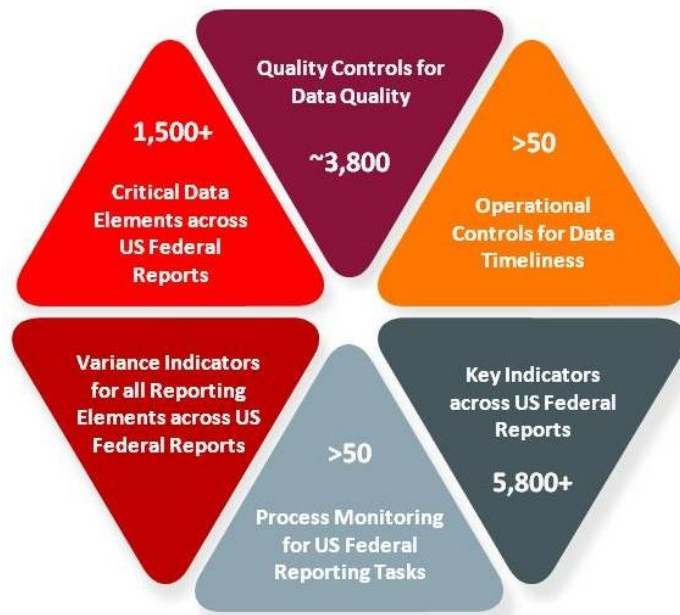 Quality Controls for
Data Quality
~3,800
1,500+
Critical Data
Elements across
US Federal
Reports
>50
Operational
Controls for Data
Timeliness
Variance Indicators
for all Reporting
Elements across US
Federal Reports
>50
Process Monitoring
for US Federal
Reporting Tasks
Key Indicators
across US Federal
Reports
5,800+